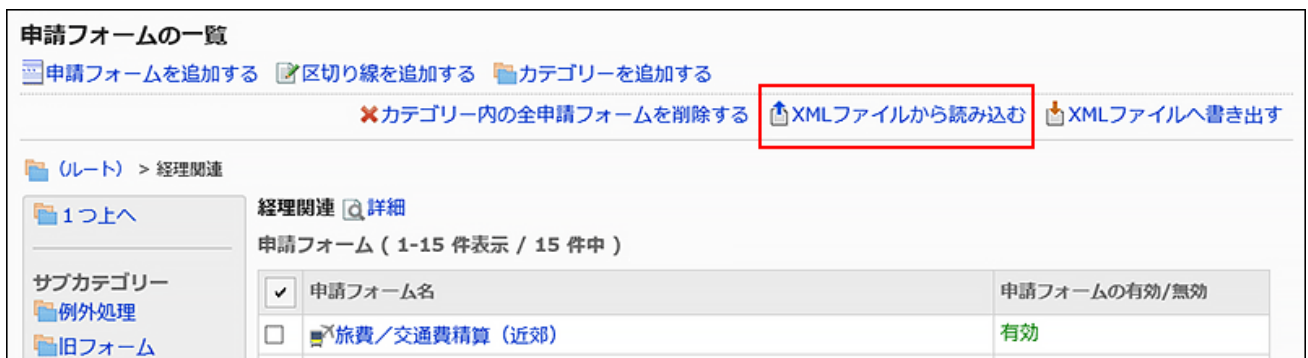 申請フォームの一覧
申請フォームを追加する 区切り線を追加する カテゴリーを追加する
カテゴリー内の全申請フォームを削除する XMLファイルから読み込む XMLファイルへ書き出す
（ルート） > 経理関連
1つ上へ
サブカテゴリー
例外処理
旧フォーム
経理関連 詳細
申請フォーム ( 1-15 件表示 / 15 件中 )
申請フォーム名 申請フォームの有効/無効
旅費／交通費精算（近郊） 有効